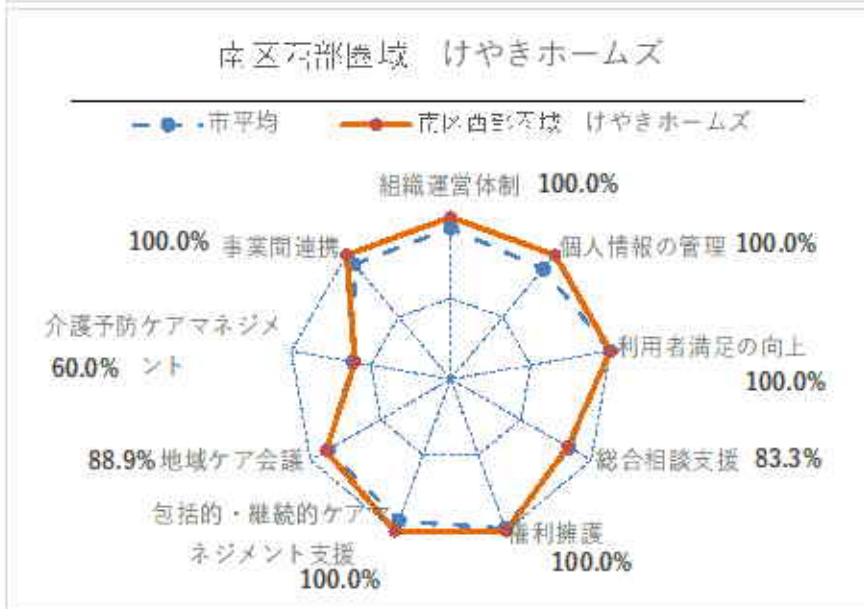 南区西部圏域　けやきホームズ
市平均
南区西部圏域　けやきホームズ
組織運営体制 100.0%
個人情報の管理 100.0%
利用者満足の向上
100.0%
総合相談支援 83.3%
権利擁護
100.0%
包括的・継続的ケアマ
ネジメント支援
100.0%
88.9% 地域ケア会議
介護予防ケアマネジメ
60.0% ント
100.0% 事業間連携